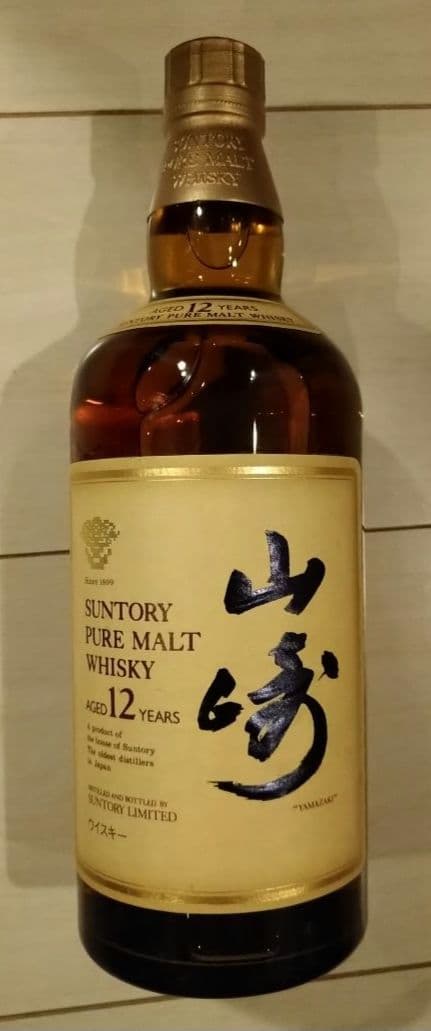 SUNTORY
PURE MALT
WHISKY
AGED 12 YEARS
SUNTORY PURE MALT WHISKY
Since 1899
山崎
SUNTORY
PURE MALT
WHISKY
AGED 12 YEARS
A product of
the house of Suntory
The oldest distillers
in Japan
DISTILLED AND BOTTLED BY
SUNTORY LIMITED
"YAMAZAKI"
ウイスキー